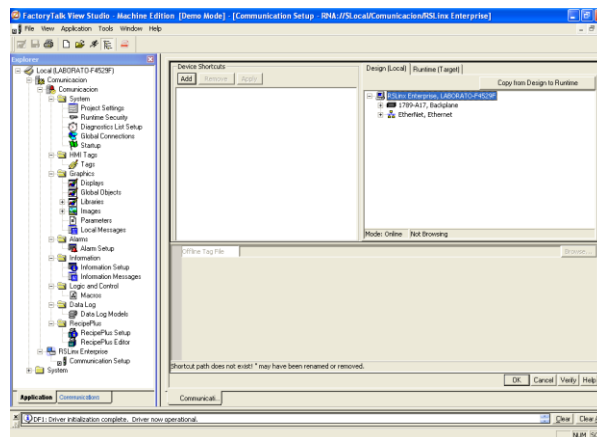 FactoryTalk View Studio - Machine Edition [Demo Mode] - [Communication Setup - RNA://$Local/Comunicacion/RSLinx Enterprise]
File View Application Tools Window Help
Explorer
Local (LABORATO-F4529F)
Comunicacion
Comunicacion
System
Project Settings
Runtime Security
Diagnostics List Setup
Global Connections
Startup
HMI Tags
Tags
Graphics
Displays
Global Objects
Libraries
Images
Parameters
Local Messages
Alarms
Alarm Setup
Information
Information Setup
Information Messages
Logic and Control
Macros
Data Log
Data Log Models
RecipePlus
RecipePlus Setup
RecipePlus Editor
RSLinx Enterprise
Communication Setup
System
Application Communications
Device Shortcuts
Add Remove Apply
Design (Local) Runtime (Target)
Copy from Design to Runtime
RSLinx Enterprise, LABORATO-F4529F
1789-A17, Backplane
EtherNet, Ethernet
Mode: Online Not Browsing
Offline Tag File Browse...
Shortcut path does not exist! " may have been renamed or removed.
OK Cancel Verify Help
Communicati..
DF1: Driver initialization complete. Driver now operational.
Clear Clear
NUM